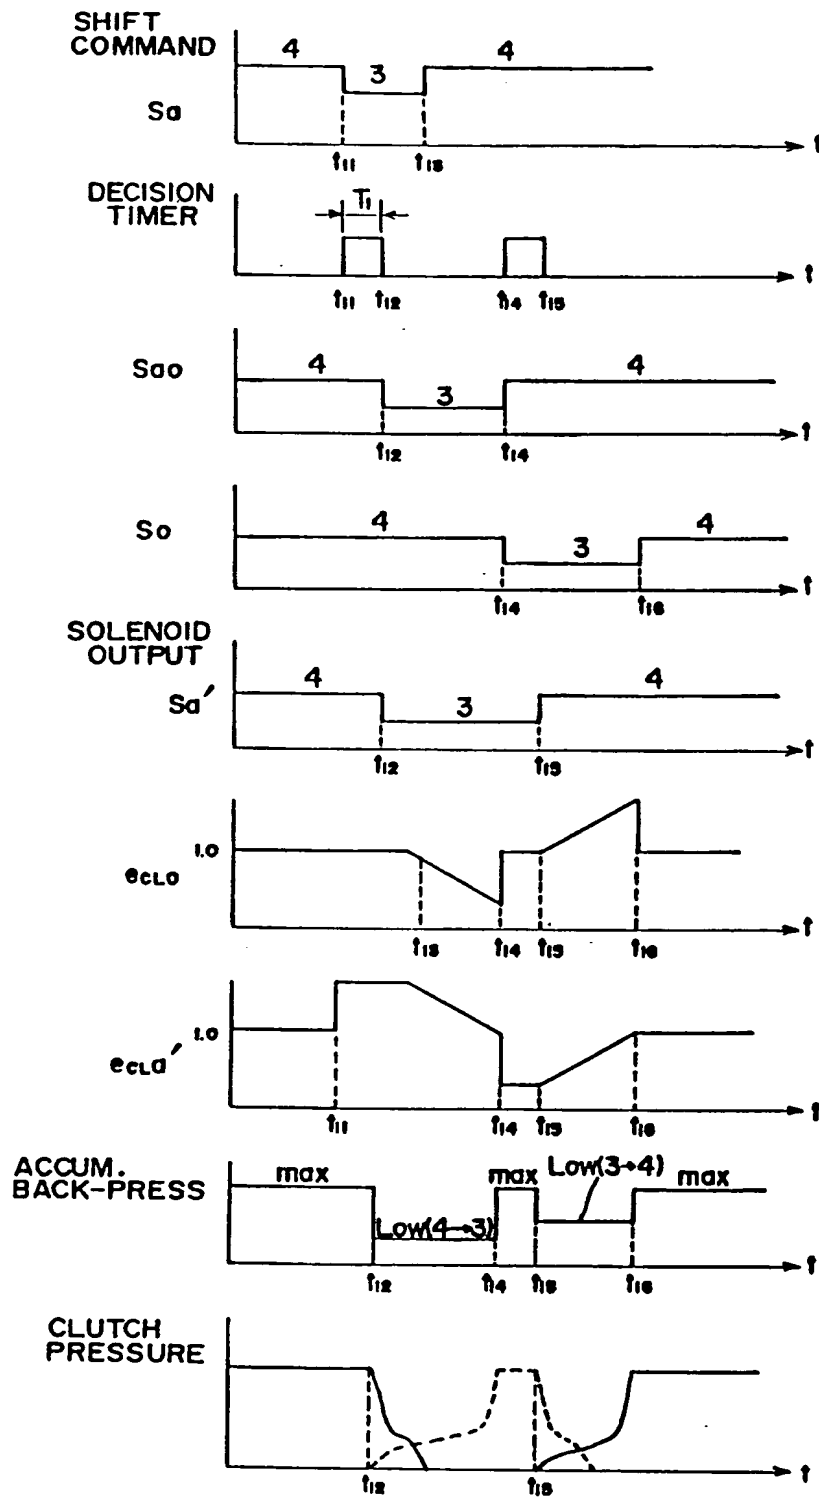 SHIFT
COMMAND
4
3
4
Sa
t11
t13
t
DECISION
TIMER
T1
t11
t12
t14
t15
t
Sao
4
3
4
t12
t14
t
So
4
3
4
t14
t16
t
SOLENOID
OUTPUT
Sa′
4
3
4
t12
t15
t
eCLo
1.0
t13
t14
t15
t16
t
eCLa′
1.0
t11
t14
t15
t16
t
ACCUM.
BACK-PRESS
max
Low(4→3)
max
Low(3→4)
max
t12
t14
t15
t16
t
CLUTCH
PRESSURE
t12
t15
t